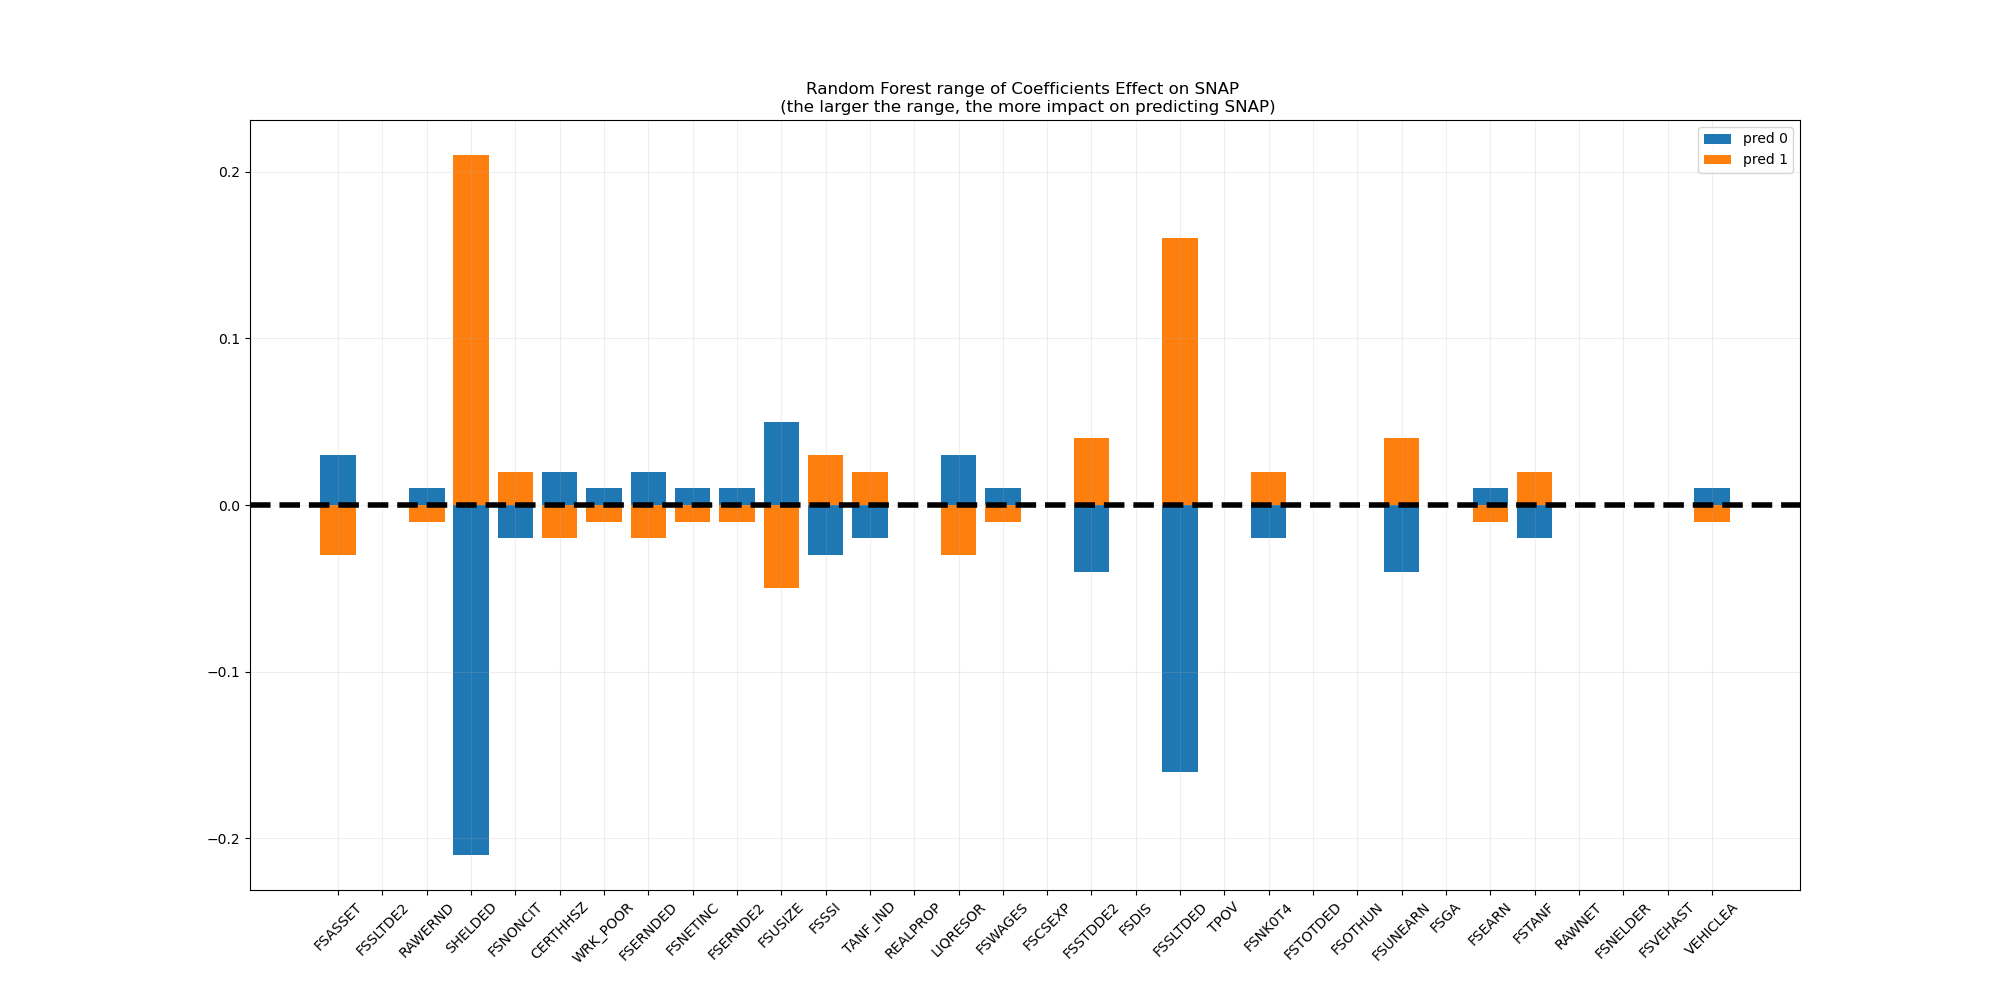 Random Forest range of Coefficients Effect on SNAP
(the larger the range, the more impact on predicting SNAP)
pred 0
pred 1
0.2
0.1
0.0
−0.1
−0.2
FSASSET
FSSLTDE2
RAWERND
SHELDED
FSNONCIT
CERTHHSZ
WRK_POOR
FSERNDED
FSNETINC
FSERNDE2
FSUSIZE
FSSSI
TANF_IND
REALPROP
LIQRESOR
FSWAGES
FSCSEXP
FSSTDDE2
FSDIS
FSSLTDED
TPOV
FSNK0T4
FSTOTDED
FSOTHUN
FSUNEARN
FSGA
FSEARN
FSTANF
RAWNET
FSNELDER
FSVEHAST
VEHICLEA